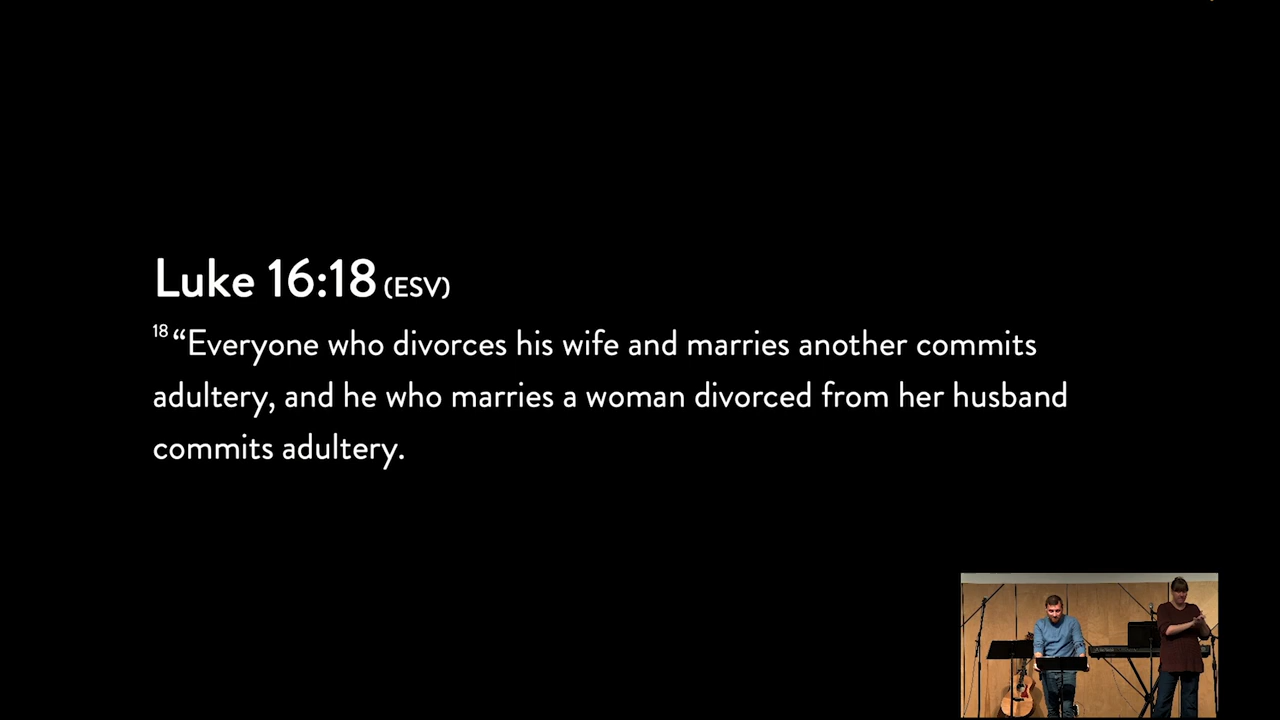 Luke 16:18 (ESV)
18 “Everyone who divorces his wife and marries another commits
adultery, and he who marries a woman divorced from her husband
commits adultery.